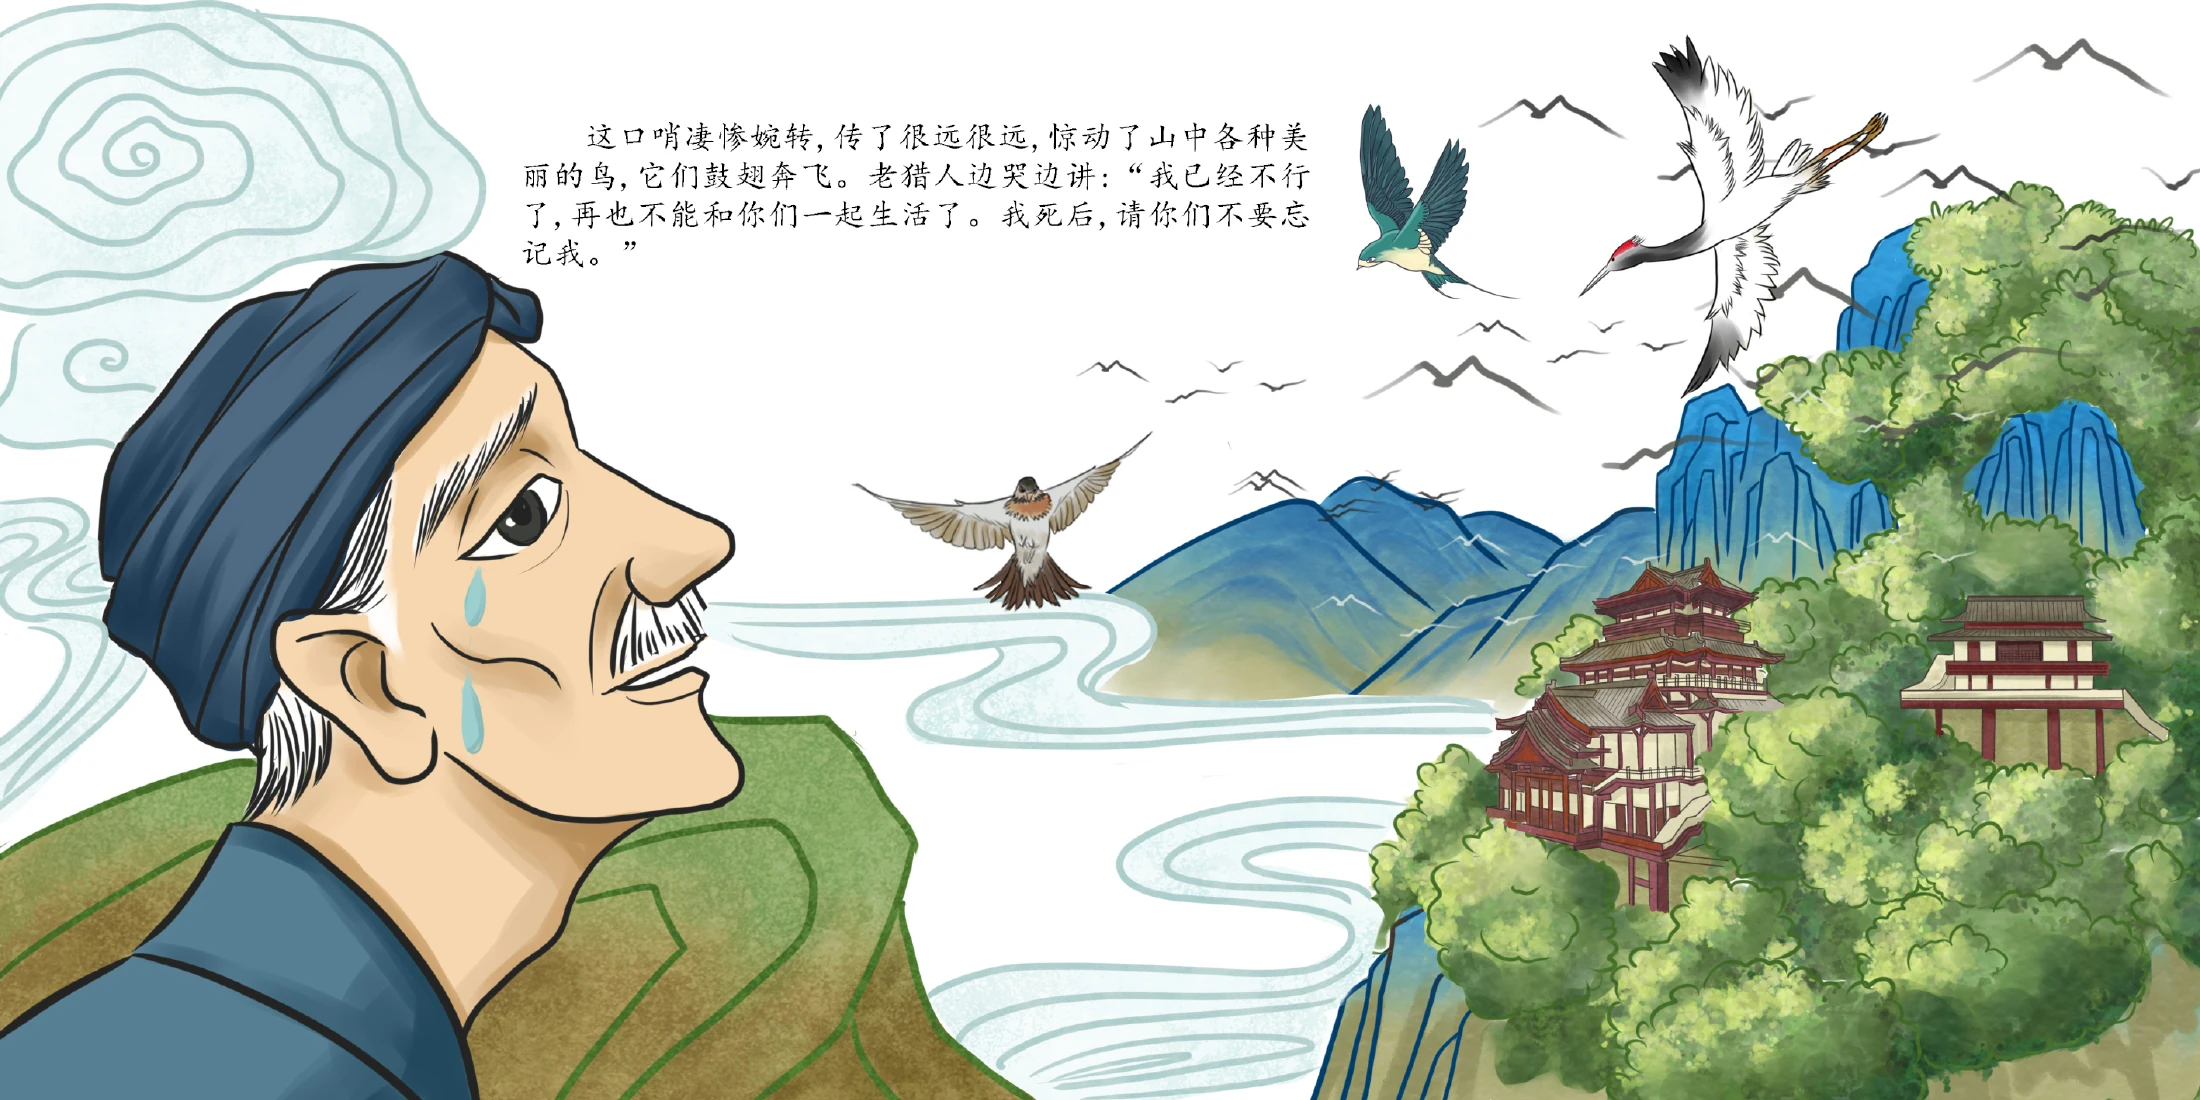 这口哨凄惨婉转,传了很远很远,惊动了山中各种美
丽的鸟,它们鼓翅奔飞。老猎人边哭边讲:“我已经不行
了,再也不能和你们一起生活了。我死后,请你们不要忘
记我。”